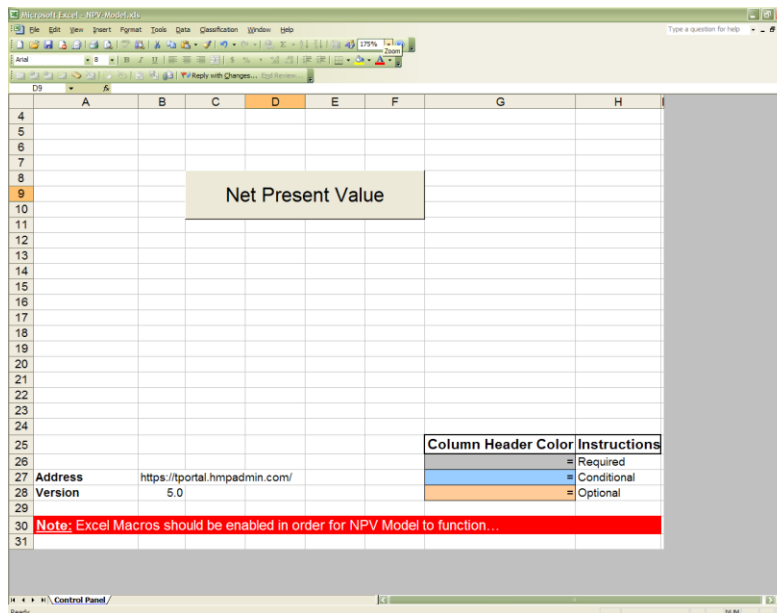 Microsoft Excel - NPV-Model.xls
File Edit View Insert Format Tools Data Classification Window Help
Type a question for help
175%
Zoom
Arial 8 B I U $ %
Reply with Changes... End Review...
D9 fx
A B C D E F G H I
4
5
6
7
8
9
Net Present Value
10
11
12
13
14
15
16
17
18
19
20
21
22
23
24
25 Column Header Color Instructions
26 = Required
27 Address https://tportal.hmpadmin.com/ = Conditional
28 Version 5.0 = Optional
29
30 Note: Excel Macros should be enabled in order for NPV Model to function...
31
Control Panel
Ready NUM